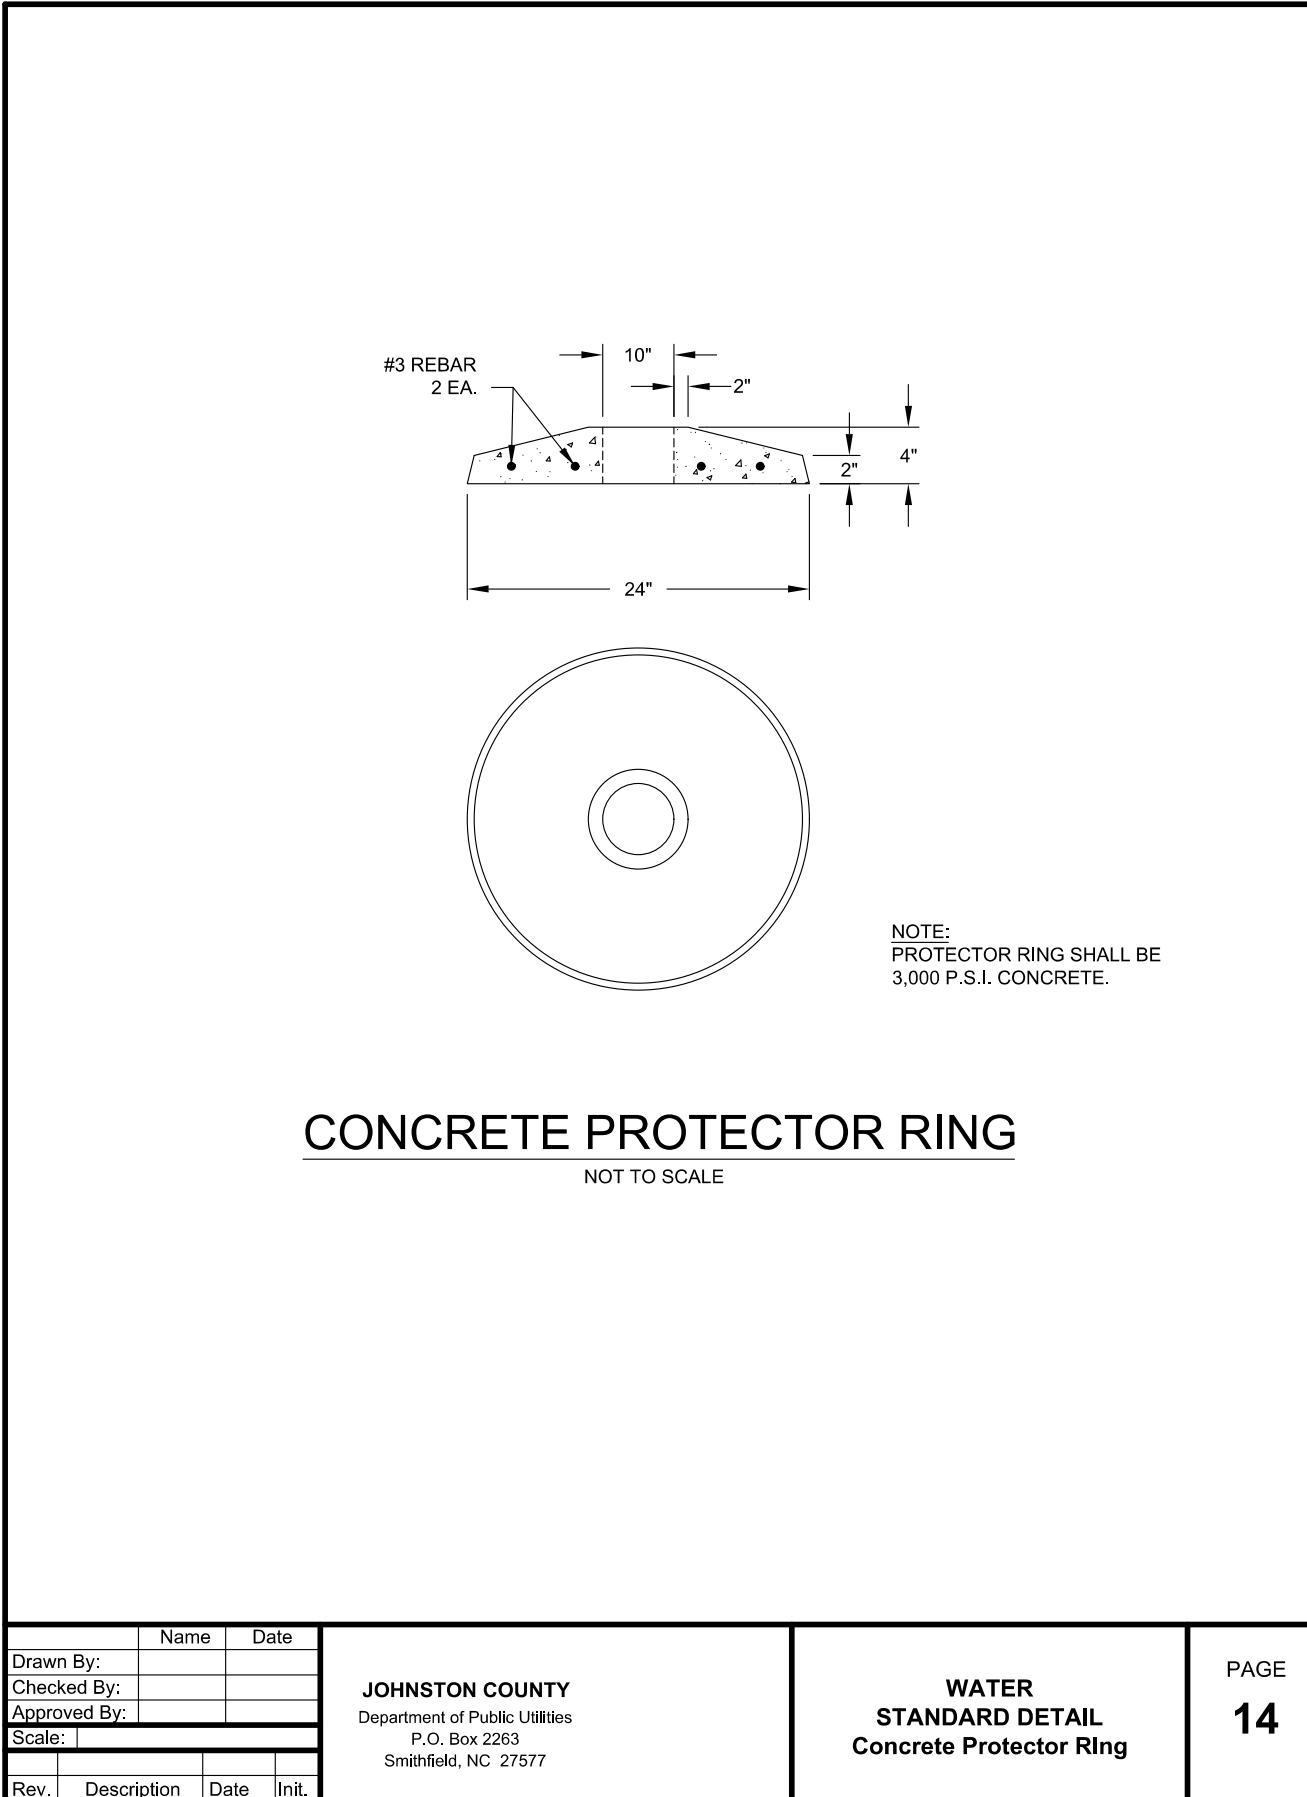 #3 REBAR
2 EA.
10"
2"
2"
4"
24"
NOTE:
PROTECTOR RING SHALL BE
3,000 P.S.I. CONCRETE.
CONCRETE PROTECTOR RING
NOT TO SCALE
Name Date
Drawn By:
Checked By:
Approved By:
Scale:
Rev. Description Date Init.
JOHNSTON COUNTY
Department of Public Utilities
P.O. Box 2263
Smithfield, NC 27577
WATER
STANDARD DETAIL
Concrete Protector RIng
PAGE
14